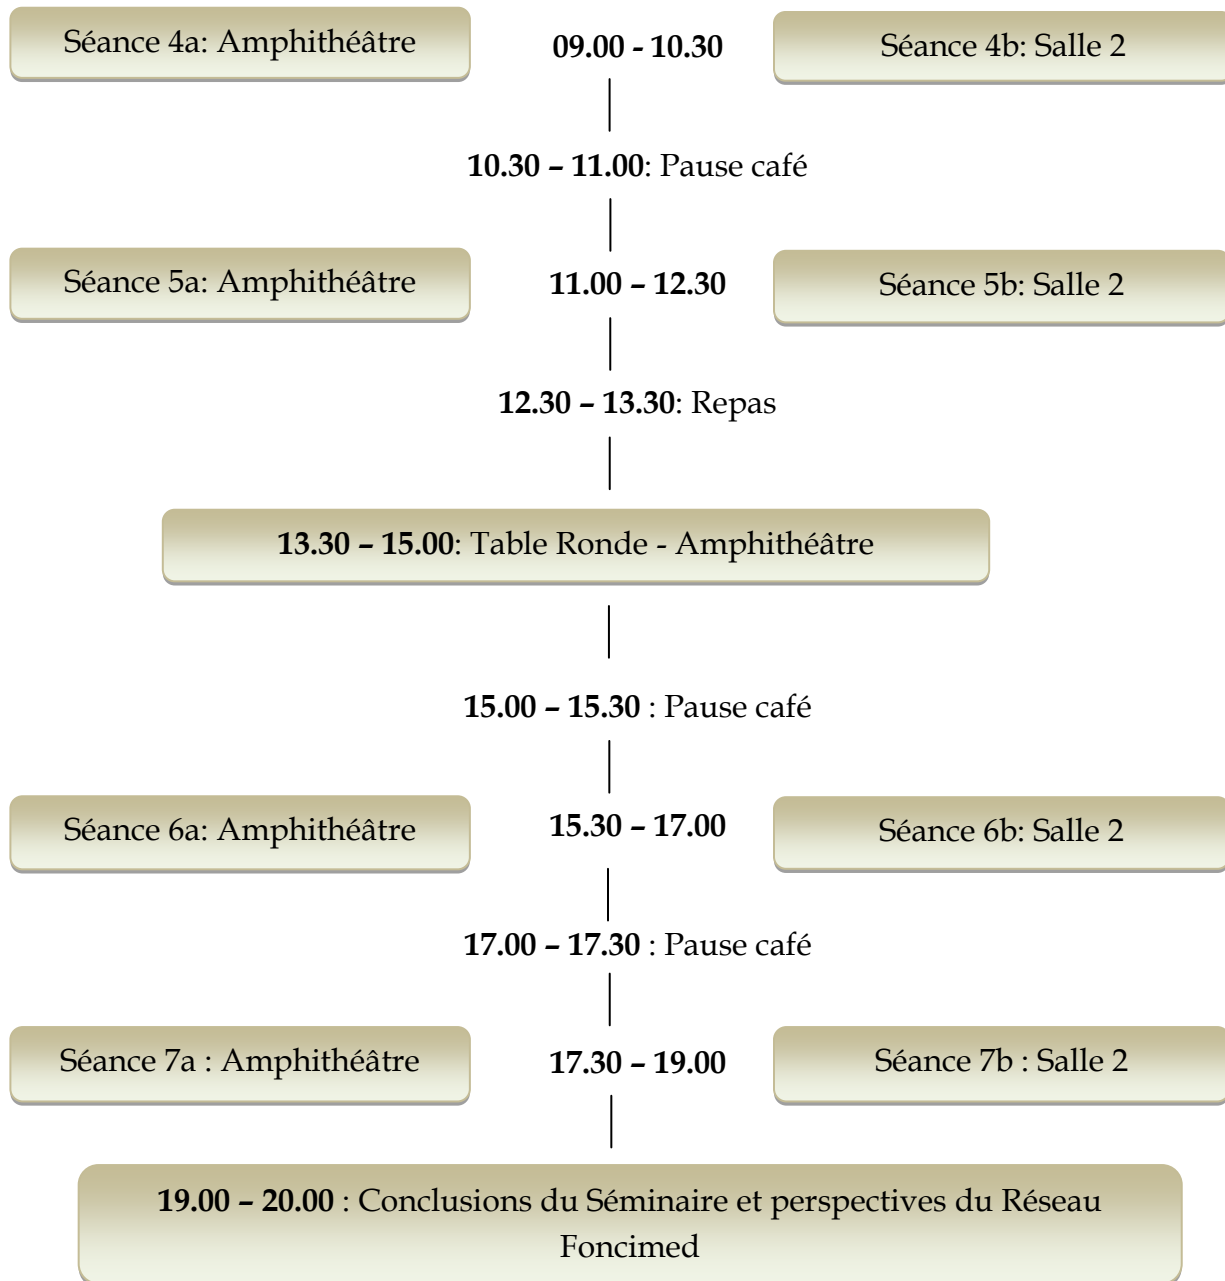 Séance 4a: Amphithéâtre
09.00 - 10.30
Séance 4b: Salle 2
10.30 – 11.00: Pause café
Séance 5a: Amphithéâtre
11.00 – 12.30
Séance 5b: Salle 2
12.30 – 13.30: Repas
13.30 – 15.00: Table Ronde - Amphithéâtre
15.00 – 15.30 : Pause café
Séance 6a: Amphithéâtre
15.30 – 17.00
Séance 6b: Salle 2
17.00 – 17.30 : Pause café
Séance 7a : Amphithéâtre
17.30 – 19.00
Séance 7b : Salle 2
19.00 – 20.00 : Conclusions du Séminaire et perspectives du Réseau
Foncimed